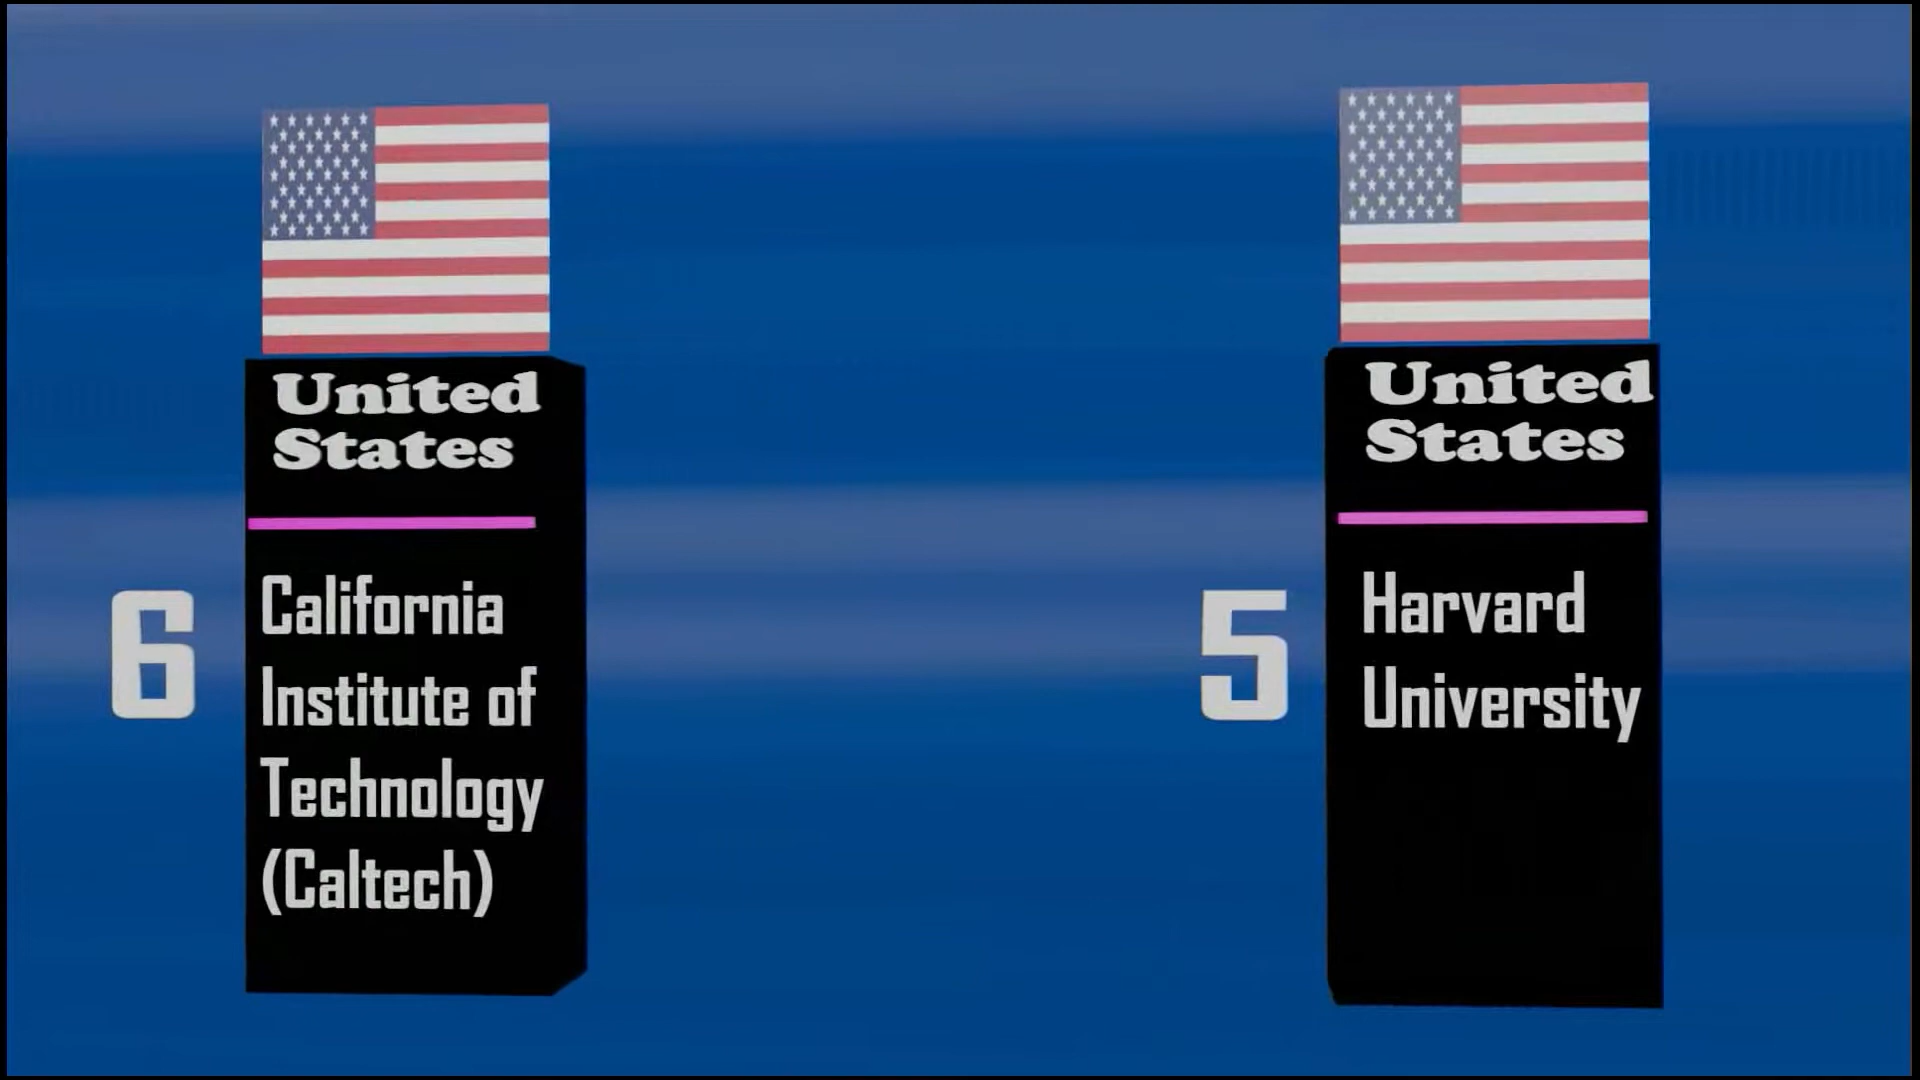 United
States
6
California
Institute of
Technology
(Caltech)
United
States
5
Harvard
University